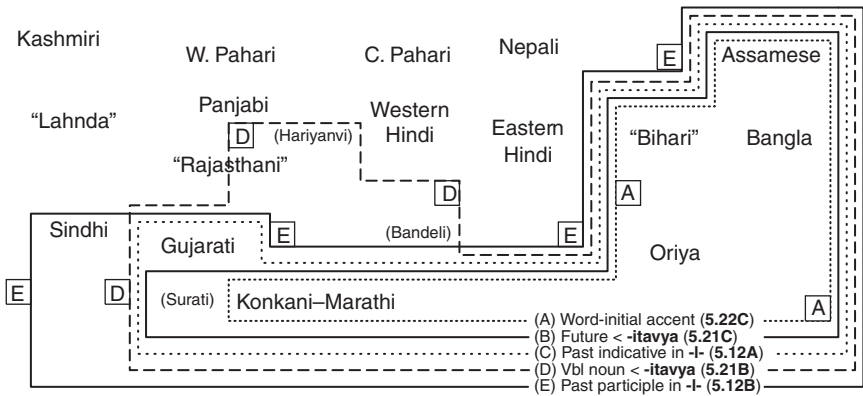 Kashmiri
W. Pahari
C. Pahari
Nepali
E
Assamese
"Lahnda"
Panjabi
D
(Hariyanvi)
Western
Hindi
Eastern
Hindi
"Bihari"
Bangla
"Rajasthani"
D
A
Sindhi
Gujarati
E
(Bandeli)
E
Oriya
E
D
(Surati)
Konkani–Marathi
A
(A) Word-initial accent (5.22C)
(B) Future < -itavya (5.21C)
(C) Past indicative in -l- (5.12A)
(D) Vbl noun < -itavya (5.21B)
(E) Past participle in -l- (5.12B)